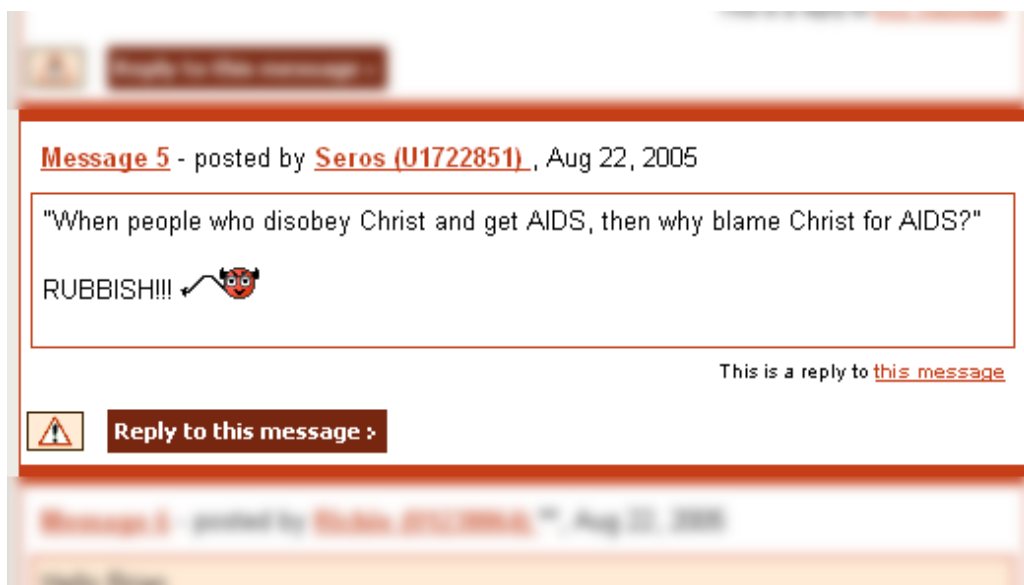 Message 5 - posted by Seros (U1722851) , Aug 22, 2005
"When people who disobey Christ and get AIDS, then why blame Christ for AIDS?"
RUBBISH!!!
This is a reply to this message
Reply to this message >